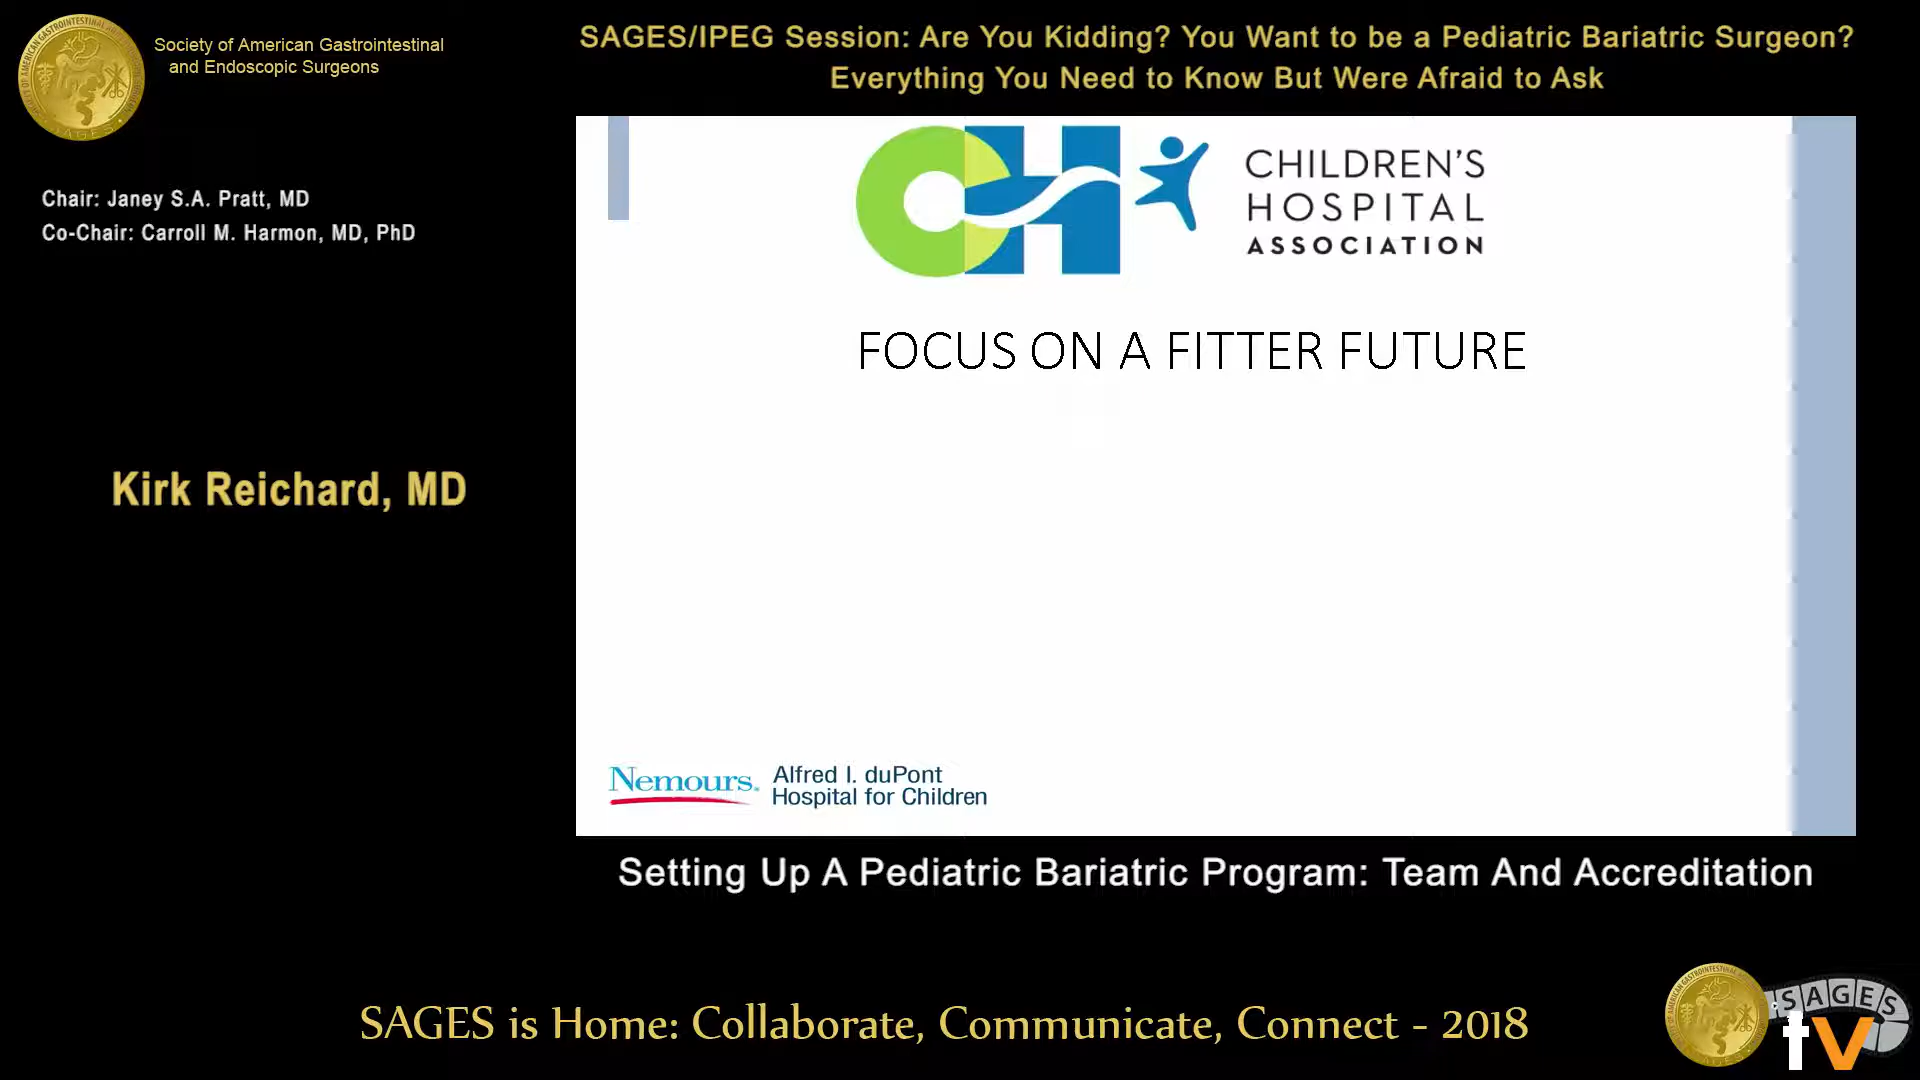 Society of American Gastrointestinal
and Endoscopic Surgeons
SAGES/IPEG Session: Are You Kidding? You Want to be a Pediatric Bariatric Surgeon?
Everything You Need to Know But Were Afraid to Ask
Chair: Janey S.A. Pratt, MD
Co-Chair: Carroll M. Harmon, MD, PhD
Kirk Reichard, MD
CH
CHILDREN'S
HOSPITAL
ASSOCIATION
FOCUS ON A FITTER FUTURE
Nemours.
Alfred I. duPont
Hospital for Children
Setting Up A Pediatric Bariatric Program: Team And Accreditation
SAGES is Home: Collaborate, Communicate, Connect - 2018
SAGES
tv